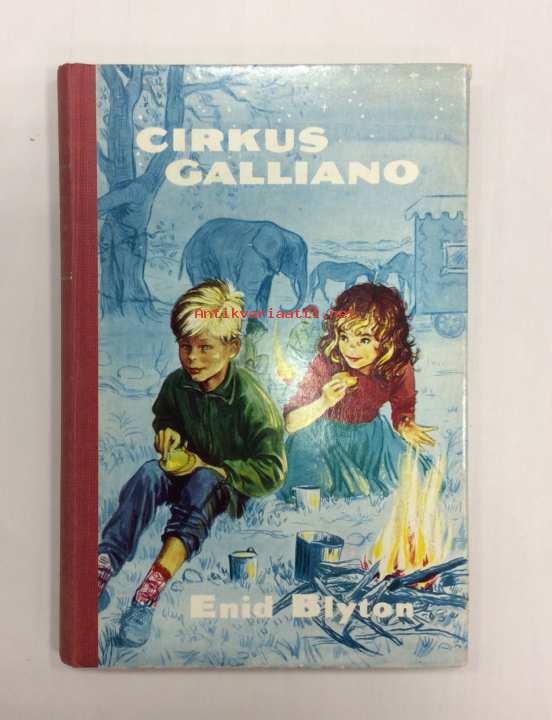 CIRKUS
GALLIANO
Antikvariaatti.net
Enid Blyton